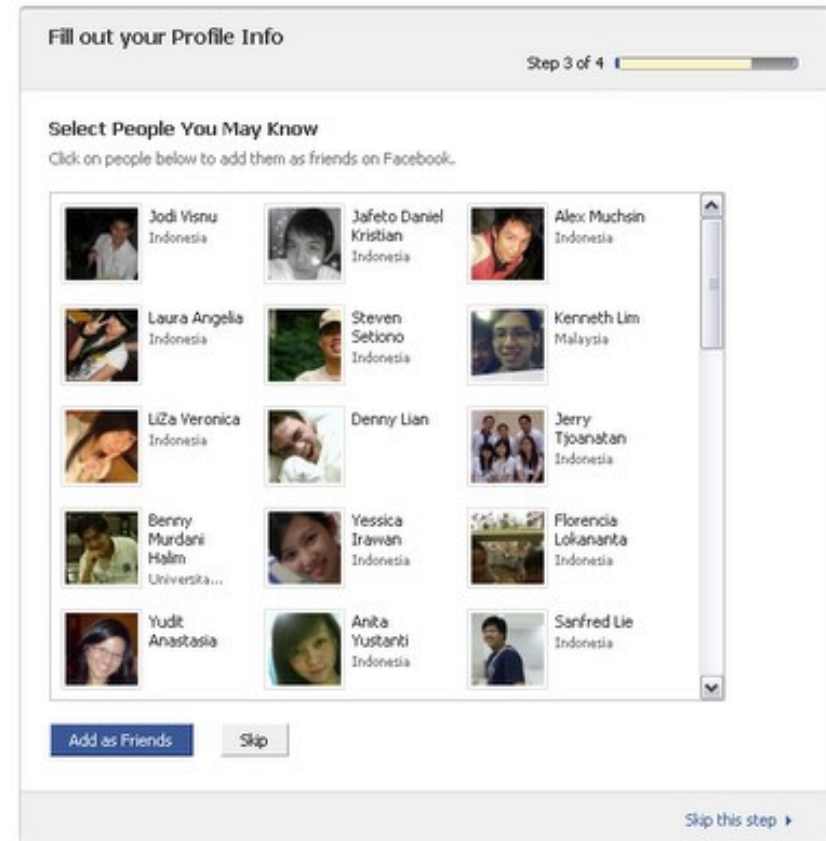 Fill out your Profile Info
Step 3 of 4
Select People You May Know
Click on people below to add them as friends on Facebook.
Jodi Visnu
Indonesia
Jafeto Daniel
Kristian
Indonesia
Alex Muchsin
Indonesia
Laura Angelia
Indonesia
Steven
Setiono
Indonesia
Kenneth Lim
Malaysia
LiZa Veronica
Indonesia
Denny Lian
Jerry
Tjoanatan
Indonesia
Benny
Murdani
Halim
Universita...
Yessica
Irawan
Indonesia
Florencia
Lokananta
Indonesia
Yudit
Anastasia
Anita
Yustanti
Indonesia
Sanfred Lie
Indonesia
Add as Friends
Skip
Skip this step